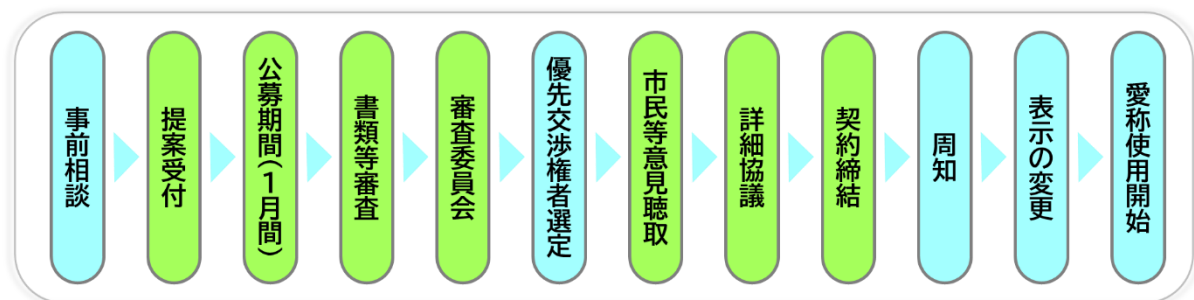 事前相談
提案受付
公募期間（１月間）
書類等審査
審査委員会
優先交渉権者選定
市民等意見聴取
詳細協議
契約締結
周知
表示の変更
愛称使用開始